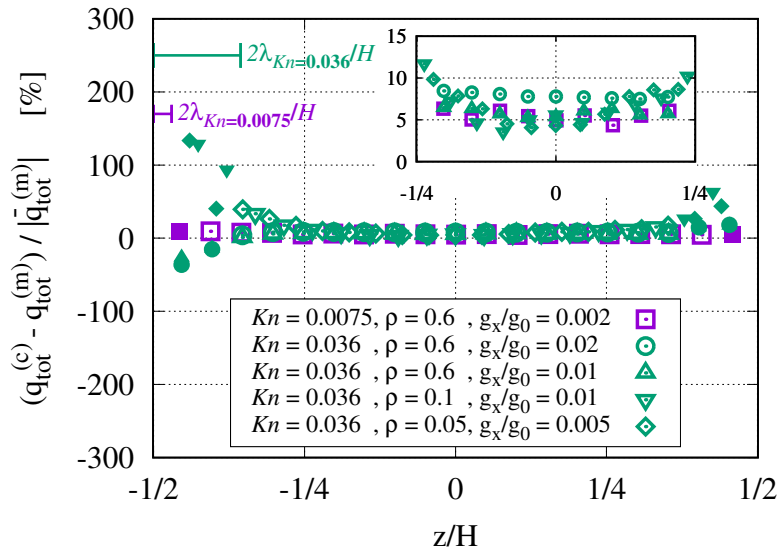 (q_tot^(c) - q_tot^(m)) / |q̄_tot^(m)| [%]
300
200
100
0
-100
-200
-300
2λ_Kn=0.036/H
2λ_Kn=0.0075/H
15
10
5
0
-1/4 0 1/4
Kn = 0.0075, ρ = 0.6 , g_x/g_0 = 0.002
Kn = 0.036 , ρ = 0.6 , g_x/g_0 = 0.02
Kn = 0.036 , ρ = 0.6 , g_x/g_0 = 0.01
Kn = 0.036 , ρ = 0.1 , g_x/g_0 = 0.01
Kn = 0.036 , ρ = 0.05, g_x/g_0 = 0.005
-1/2 -1/4 0 1/4 1/2
z/H